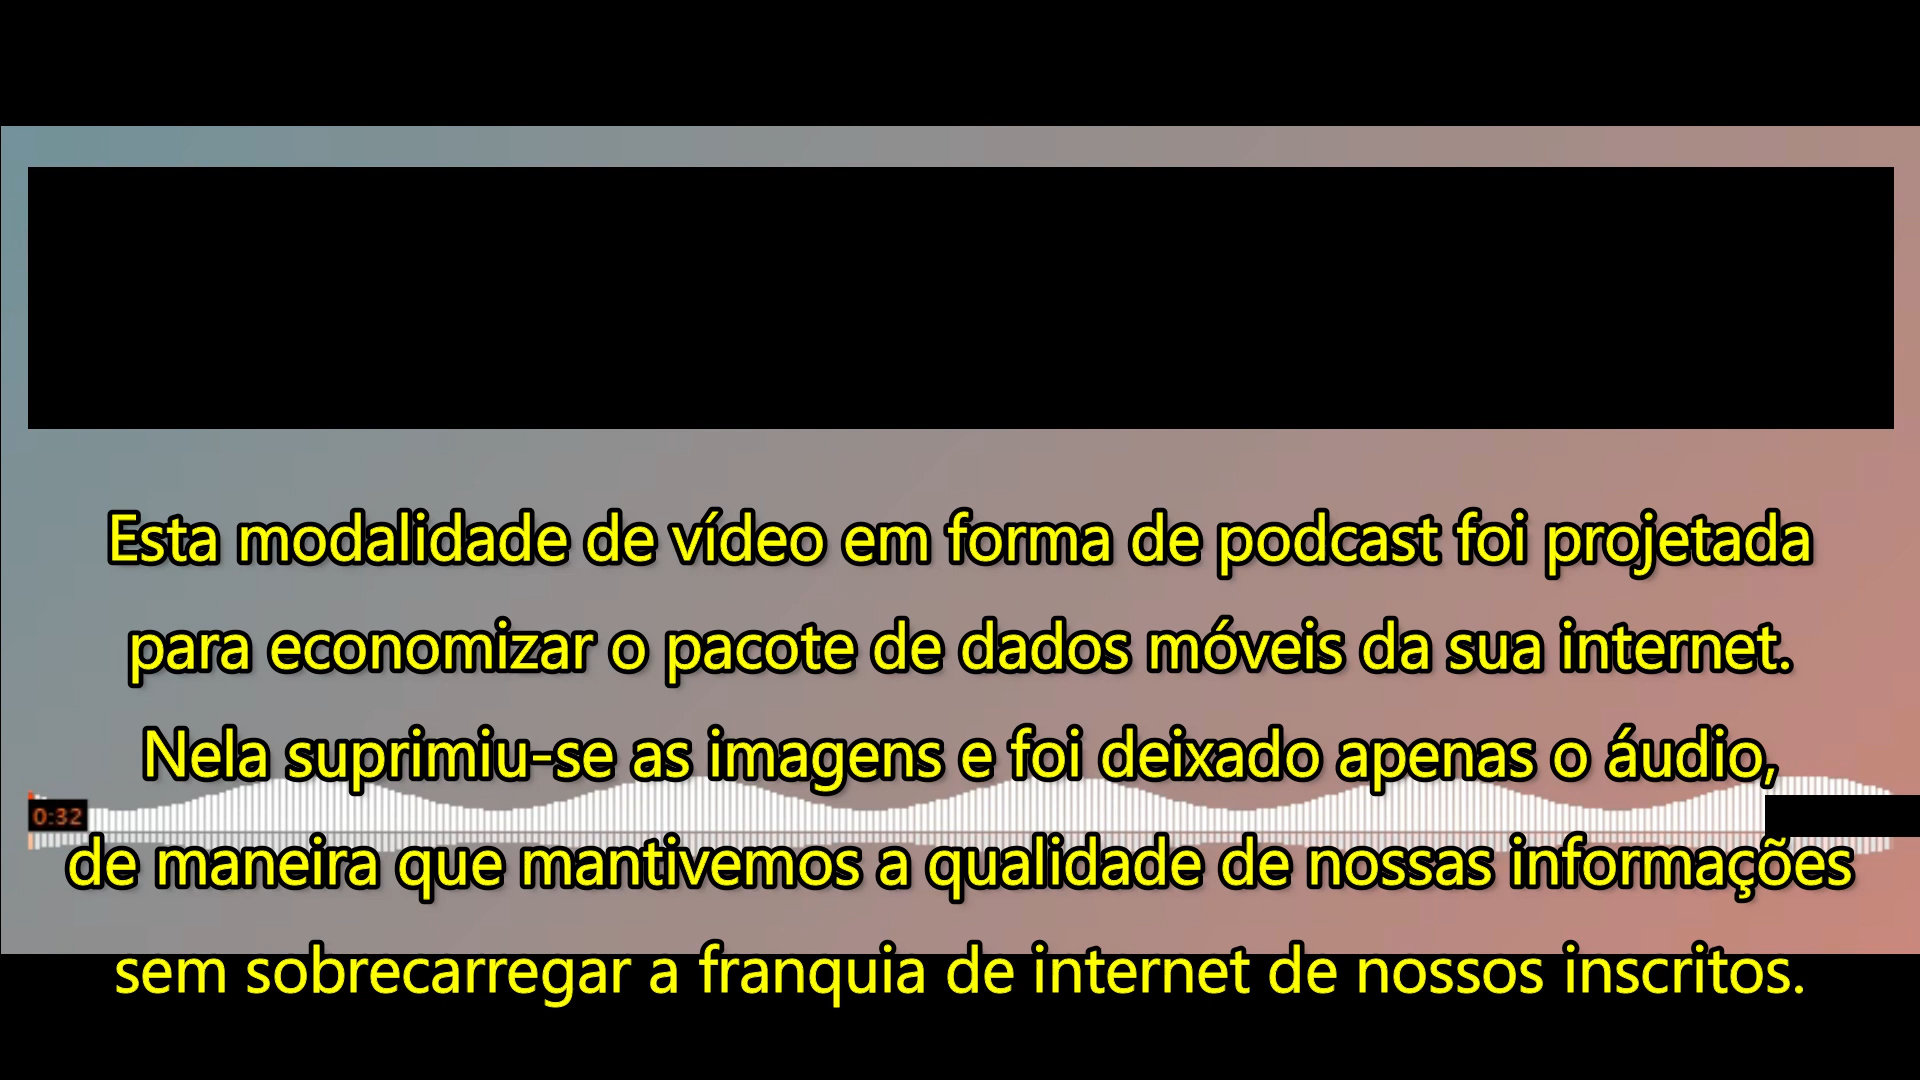 Esta modalidade de vídeo em forma de podcast foi projetada
para economizar o pacote de dados móveis da sua internet.
Nela suprimiu-se as imagens e foi deixado apenas o áudio,
0:32
de maneira que mantivemos a qualidade de nossas informações
sem sobrecarregar a franquia de internet de nossos inscritos.